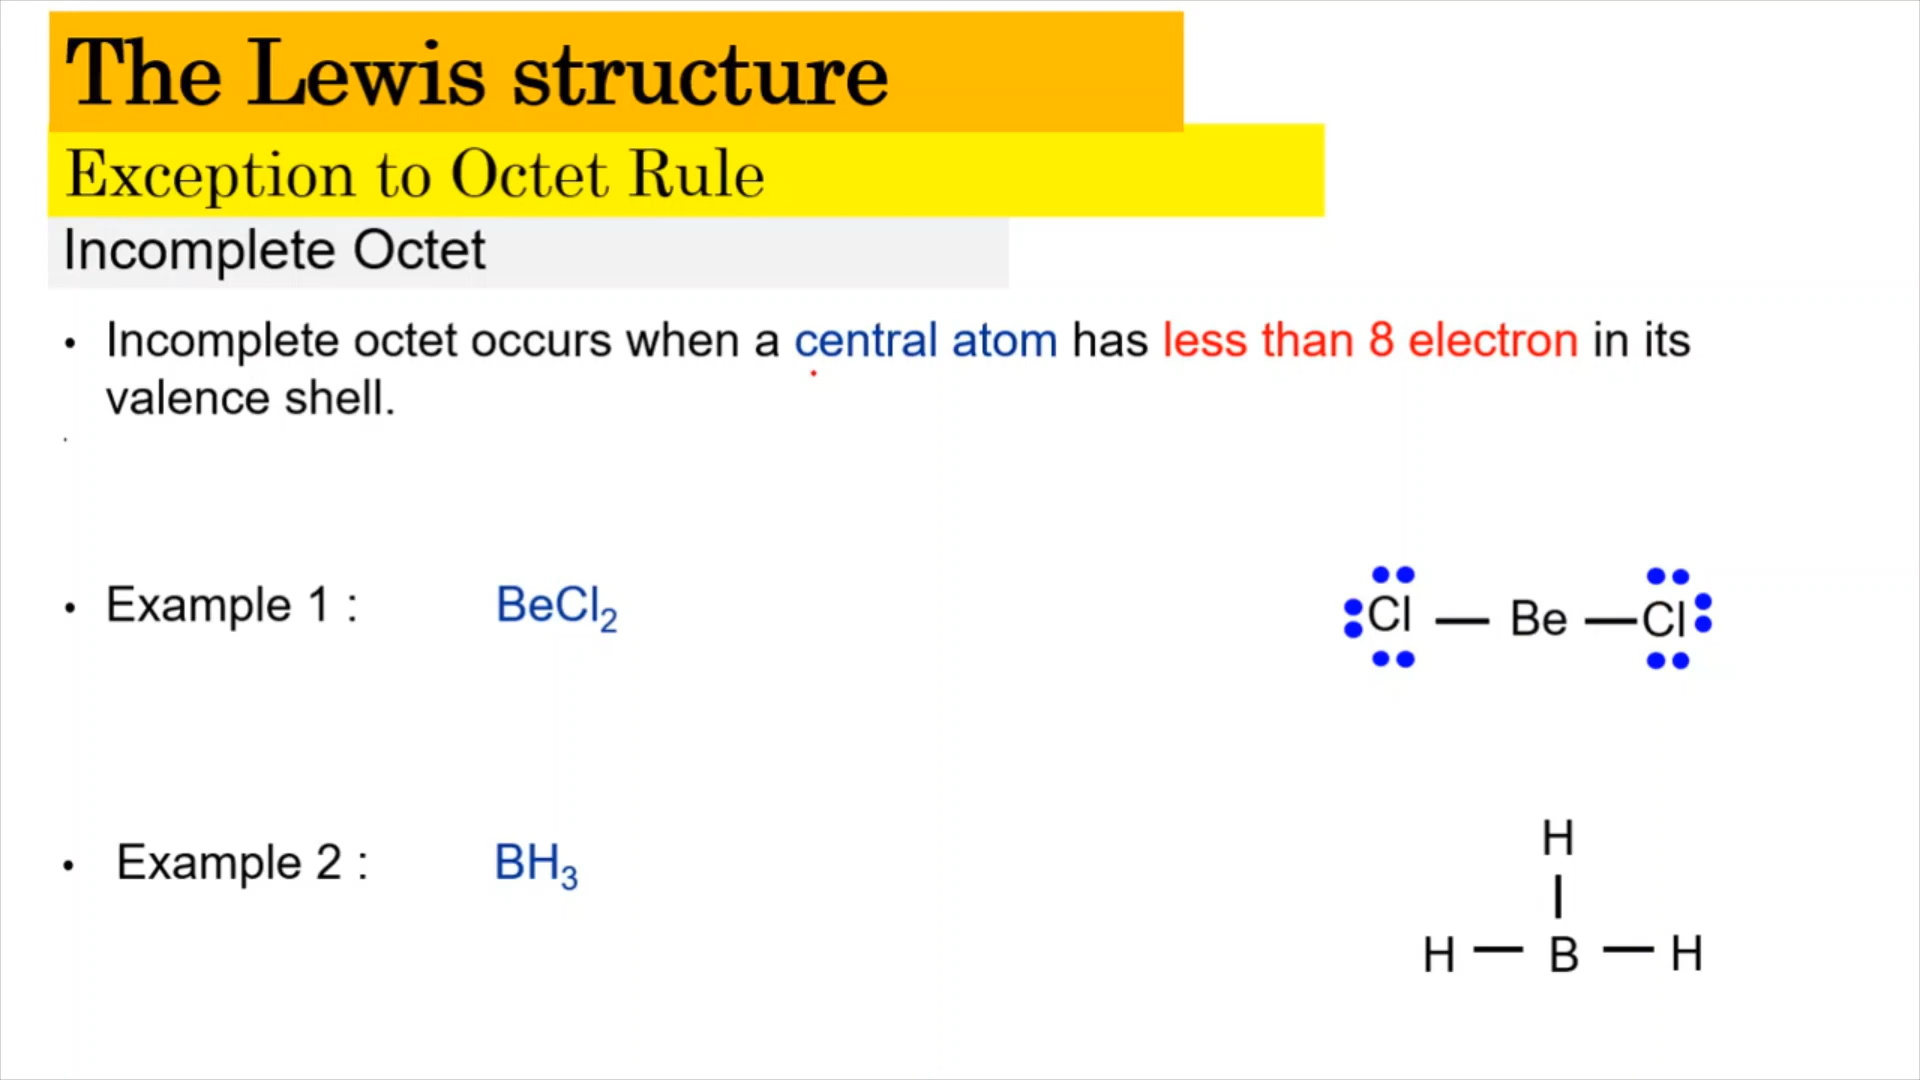 The Lewis structure
Exception to Octet Rule
Incomplete Octet
• Incomplete octet occurs when a central atom has less than 8 electron in its
valence shell.
• Example 1 : BeCl₂
Cl — Be — Cl
• Example 2 : BH₃
H
H — B — H